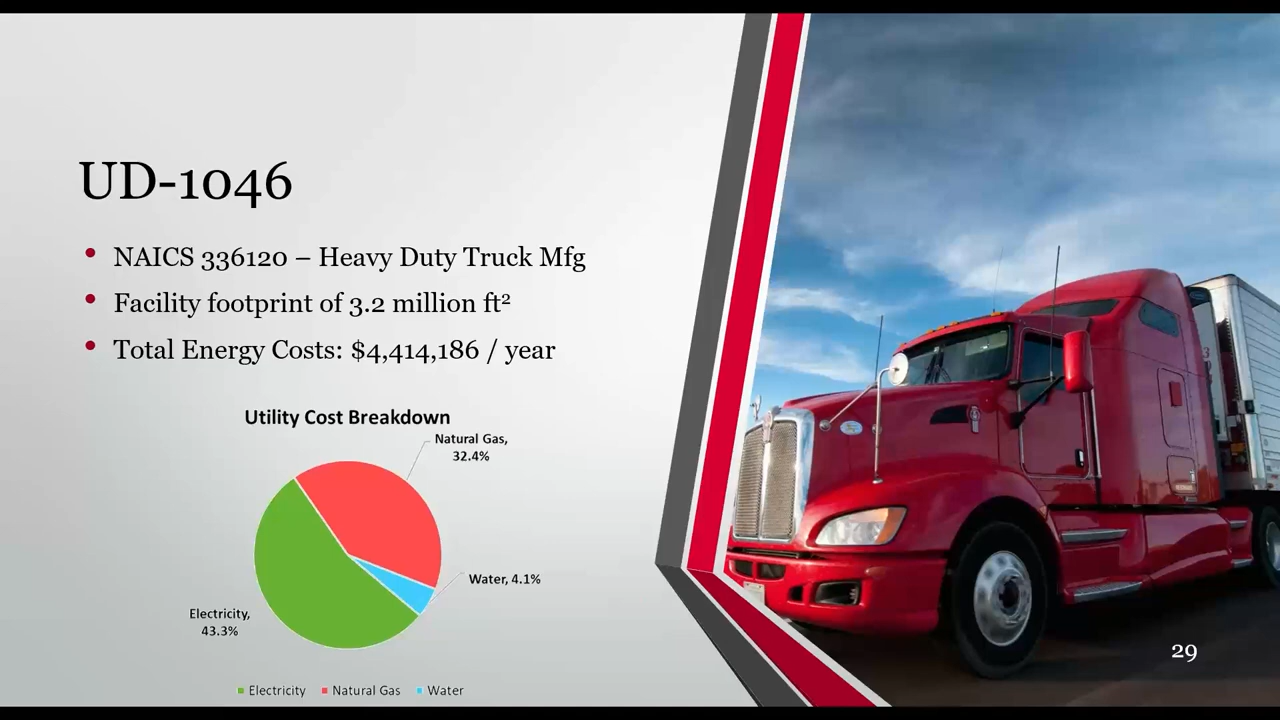 UD-1046
• NAICS 336120 – Heavy Duty Truck Mfg
• Facility footprint of 3.2 million ft²
• Total Energy Costs: $4,414,186 / year
Utility Cost Breakdown
Natural Gas,
32.4%
Water, 4.1%
Electricity,
43.3%
Electricity Natural Gas Water
29